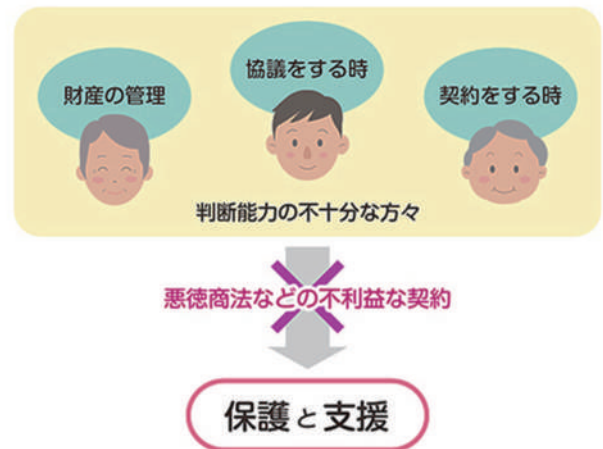 財産の管理
協議をする時
契約をする時
判断能力の不十分な方々
悪徳商法などの不利益な契約
保護と支援